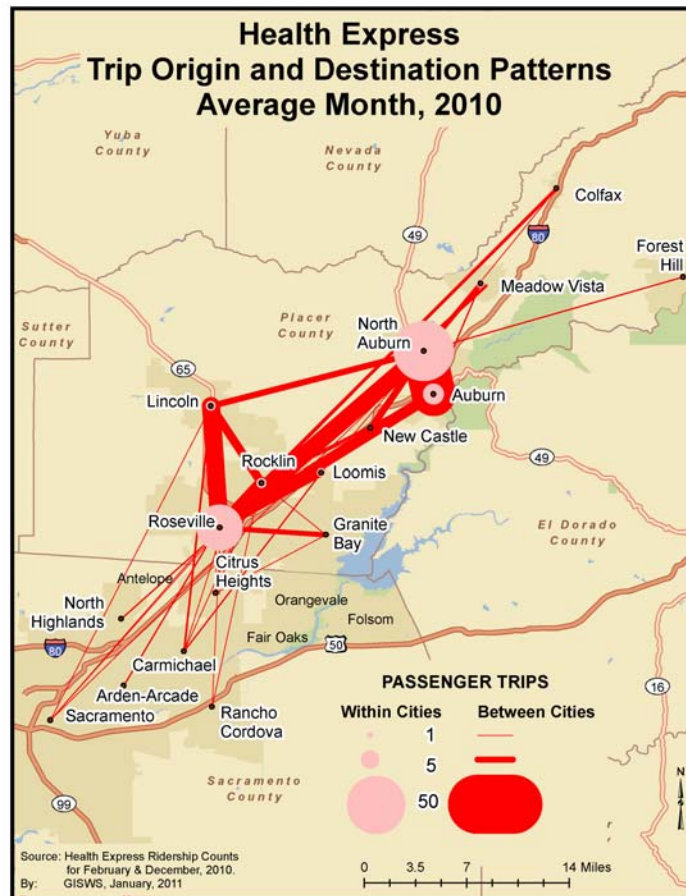 Health Express
Trip Origin and Destination Patterns
Average Month, 2010
Yuba
County
Nevada
County
Colfax
80
49
Forest
Hill
Meadow Vista
Placer
County
North
Auburn
Sutter
County
65
Lincoln
Auburn
New Castle
Rocklin
Loomis
49
Roseville
Granite
Bay
El Dorado
County
Citrus
Heights
Antelope
Orangevale
North
Highlands
Folsom
Fair Oaks
50
80
Carmichael
Arden-Arcade
Sacramento
Rancho
Cordova
16
Sacramento
County
99
PASSENGER TRIPS
Within Cities
Between Cities
1
5
50
N
Source: Health Express Ridership Counts
for February & December, 2010.
By: GISWS, January, 2011
0 3.5 7 14 Miles